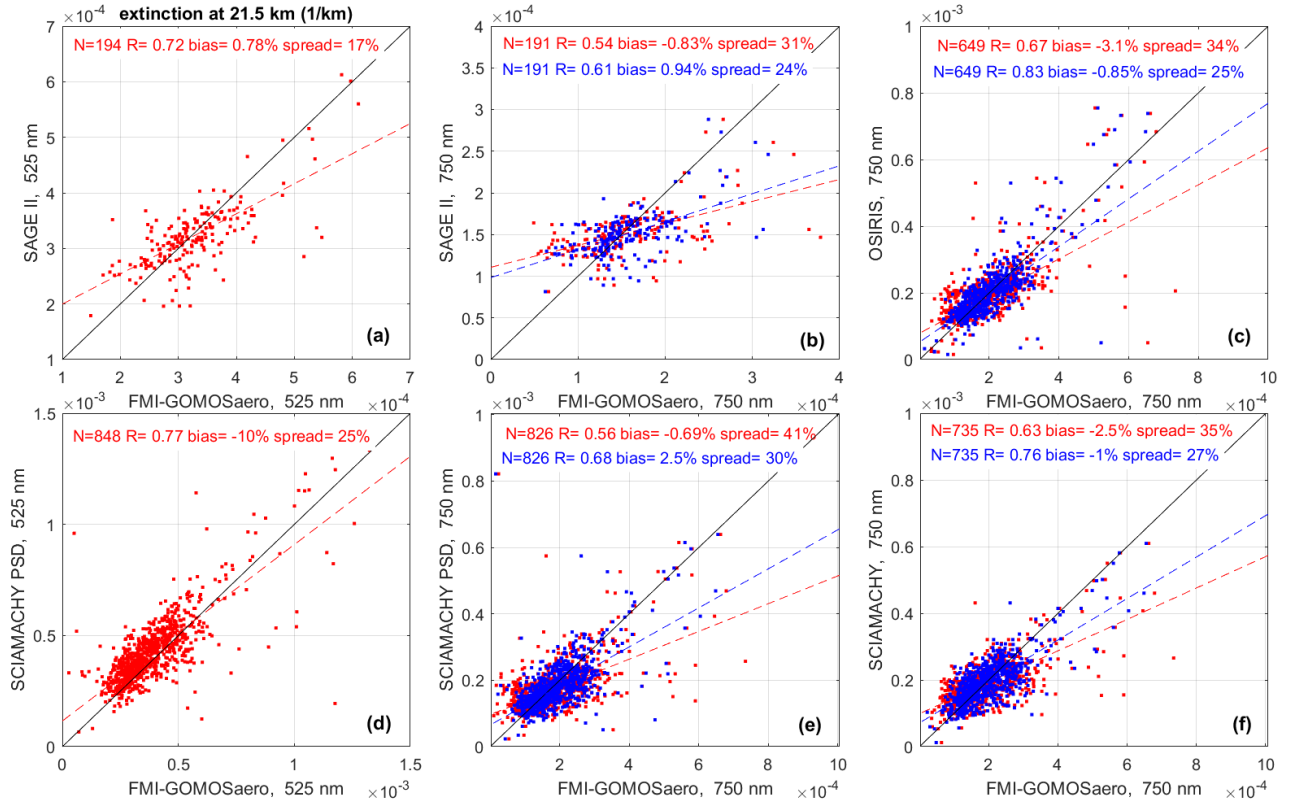 extinction at 21.5 km (1/km)
×10⁻⁴
N=194 R= 0.72 bias= 0.78% spread= 17%
7
6
5
4
3
2
1
SAGE II, 525 nm
(a)
1 2 3 4 5 6 7
FMI-GOMOSaero, 525 nm
×10⁻⁴
×10⁻⁴
N=191 R= 0.54 bias= -0.83% spread= 31%
N=191 R= 0.61 bias= 0.94% spread= 24%
4
3.5
3
2.5
2
1.5
1
0.5
0
SAGE II, 750 nm
(b)
0 1 2 3 4
FMI-GOMOSaero, 750 nm
×10⁻⁴
×10⁻³
N=649 R= 0.67 bias= -3.1% spread= 34%
N=649 R= 0.83 bias= -0.85% spread= 25%
1
0.8
0.6
0.4
0.2
0
OSIRIS, 750 nm
(c)
2 4 6 8 10
FMI-GOMOSaero, 750 nm
×10⁻⁴
×10⁻³
N=848 R= 0.77 bias= -10% spread= 25%
1.5
1
0.5
0
SCIAMACHY PSD, 525 nm
(d)
0 0.5 1 1.5
FMI-GOMOSaero, 525 nm
×10⁻³
×10⁻³
N=826 R= 0.56 bias= -0.69% spread= 41%
N=826 R= 0.68 bias= 2.5% spread= 30%
1
0.8
0.6
0.4
0.2
0
SCIAMACHY PSD, 750 nm
(e)
2 4 6 8 10
FMI-GOMOSaero, 750 nm
×10⁻⁴
×10⁻³
N=735 R= 0.63 bias= -2.5% spread= 35%
N=735 R= 0.76 bias= -1% spread= 27%
1
0.8
0.6
0.4
0.2
0
SCIAMACHY, 750 nm
(f)
2 4 6 8 10
FMI-GOMOSaero, 750 nm
×10⁻⁴